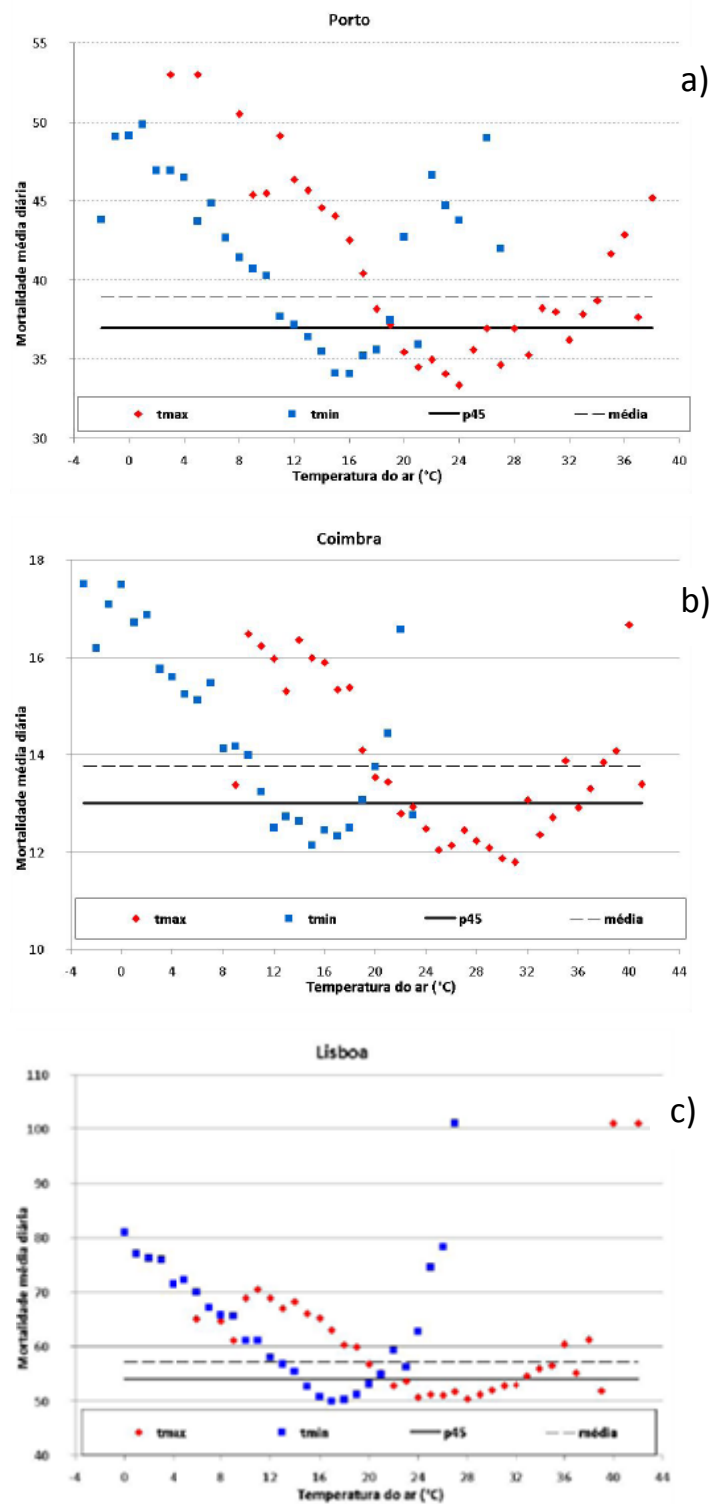 Porto
a)
Mortalidade média diária
55
50
45
40
35
30
tmax tmin p45 média
-4 0 4 8 12 16 20 24 28 32 36 40
Temperatura do ar (°C)
Coimbra
b)
Mortalidade média diária
18
16
14
12
10
tmax tmin p45 média
-4 0 4 8 12 16 20 24 28 32 36 40 44
Temperatura do ar (°C)
Lisboa
c)
Mortalidade média diária
110
100
90
80
70
60
50
40
tmax tmin p45 média
-4 0 4 8 12 16 20 24 28 32 36 40 44
Temperatura do ar (°C)